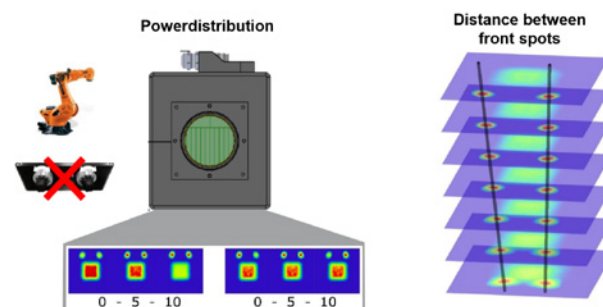 Powerdistribution
Distance between
front spots
0 - 5 - 10
0 - 5 - 10